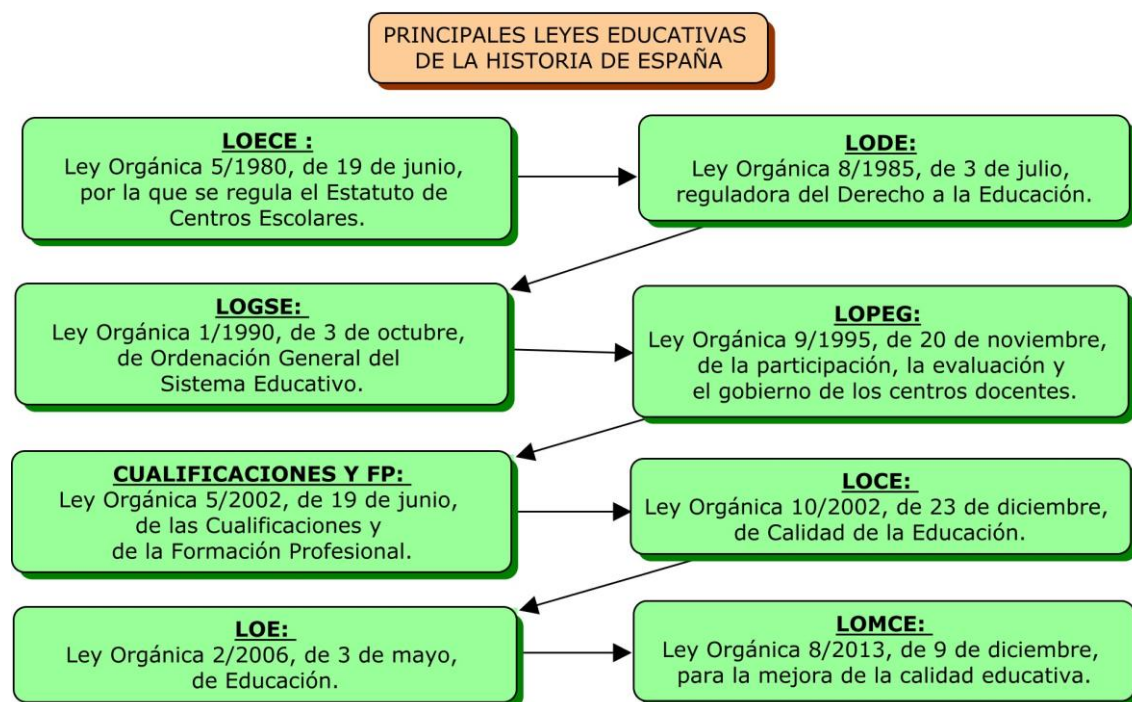 PRINCIPALES LEYES EDUCATIVAS
DE LA HISTORIA DE ESPAÑA
LOECE :
Ley Orgánica 5/1980, de 19 de junio,
por la que se regula el Estatuto de
Centros Escolares.
LODE:
Ley Orgánica 8/1985, de 3 de julio,
reguladora del Derecho a la Educación.
LOGSE:
Ley Orgánica 1/1990, de 3 de octubre,
de Ordenación General del
Sistema Educativo.
LOPEG:
Ley Orgánica 9/1995, de 20 de noviembre,
de la participación, la evaluación y
el gobierno de los centros docentes.
CUALIFICACIONES Y FP:
Ley Orgánica 5/2002, de 19 de junio,
de las Cualificaciones y
de la Formación Profesional.
LOCE:
Ley Orgánica 10/2002, de 23 de diciembre,
de Calidad de la Educación.
LOE:
Ley Orgánica 2/2006, de 3 de mayo,
de Educación.
LOMCE:
Ley Orgánica 8/2013, de 9 de diciembre,
para la mejora de la calidad educativa.